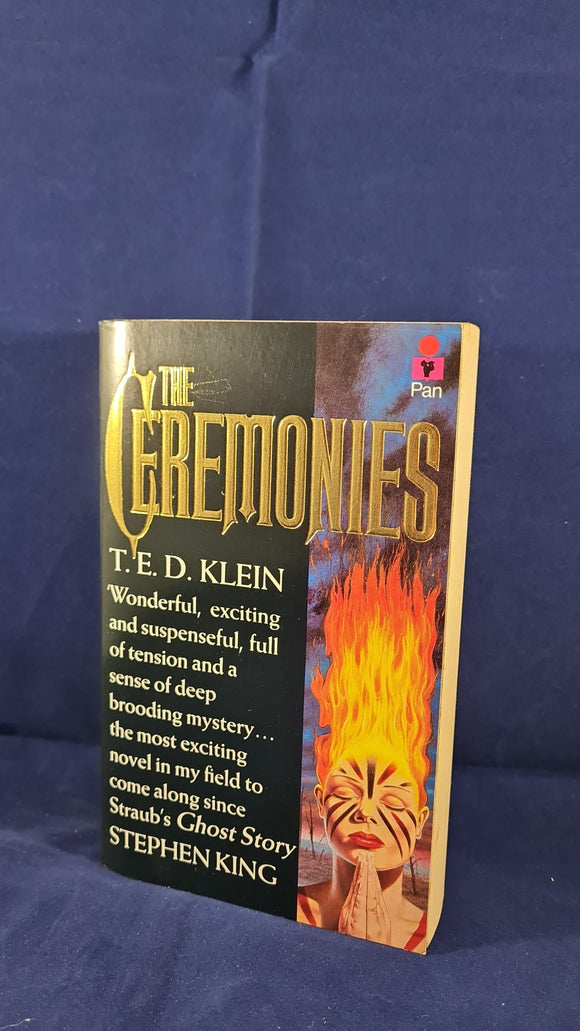 THE
CEREMONIES
Pan
T. E. D. KLEIN
'Wonderful, exciting
and suspenseful, full
of tension and a
sense of deep
brooding mystery...
the most exciting
novel in my field to
come along since
Straub's Ghost Story
STEPHEN KING